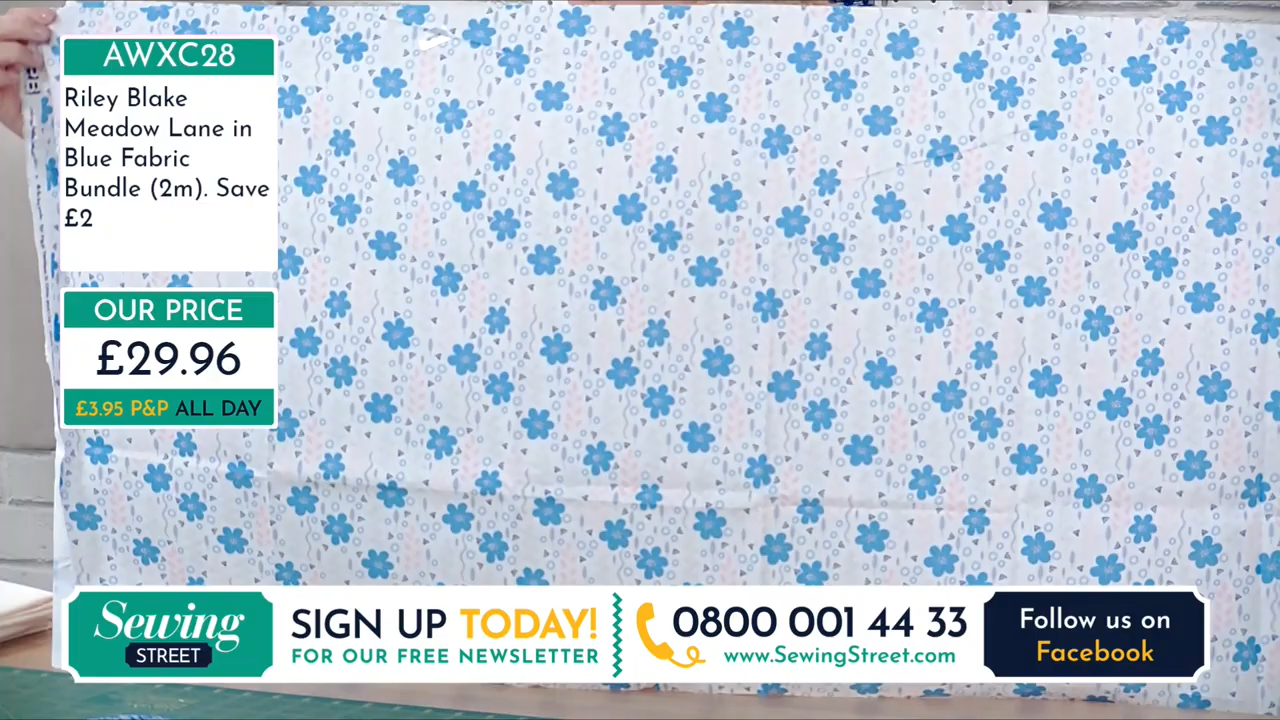 AWXC28
Riley Blake
Meadow Lane in
Blue Fabric
Bundle (2m). Save
£2
OUR PRICE
£29.96
£3.95 P&P ALL DAY
Sewing
STREET
SIGN UP TODAY!
FOR OUR FREE NEWSLETTER
0800 001 44 33
www.SewingStreet.com
Follow us on
Facebook